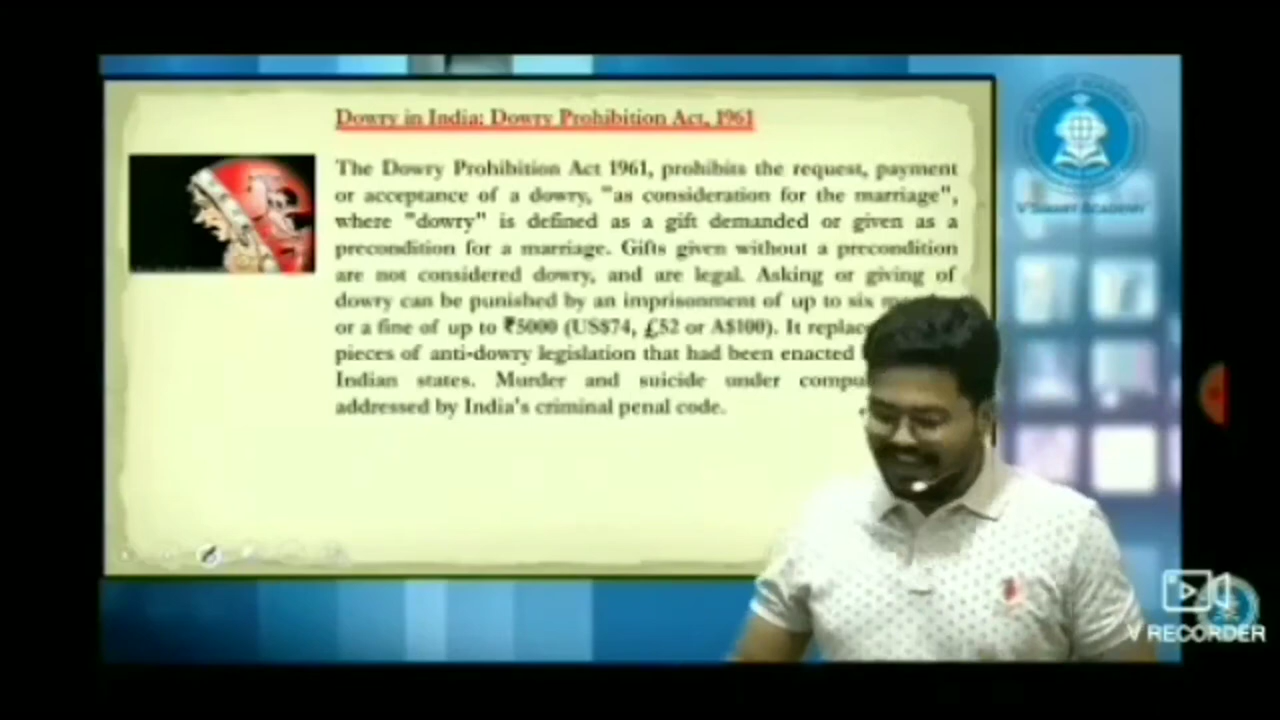 Dowry in India: Dowry Prohibition Act, 1961
The Dowry Prohibition Act 1961, prohibits the request, payment
or acceptance of a dowry, "as consideration for the marriage",
where "dowry" is defined as a gift demanded or given as a
precondition for a marriage. Gifts given without a precondition
are not considered dowry, and are legal. Asking or giving of
dowry can be punished by an imprisonment of up to six
or a fine of up to ₹5000 (US$74, £52 or A$100). It
pieces of anti-dowry legislation that had been enacted
Indian states. Murder and suicide under
addressed by India's criminal penal code.
V SMART ACADEMY
V RECORDER